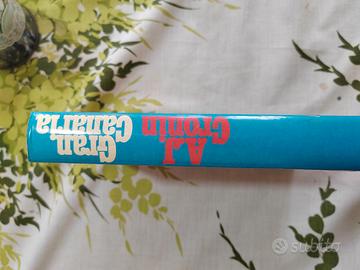 A.J.
Cronin
Gran
Canaria
subito